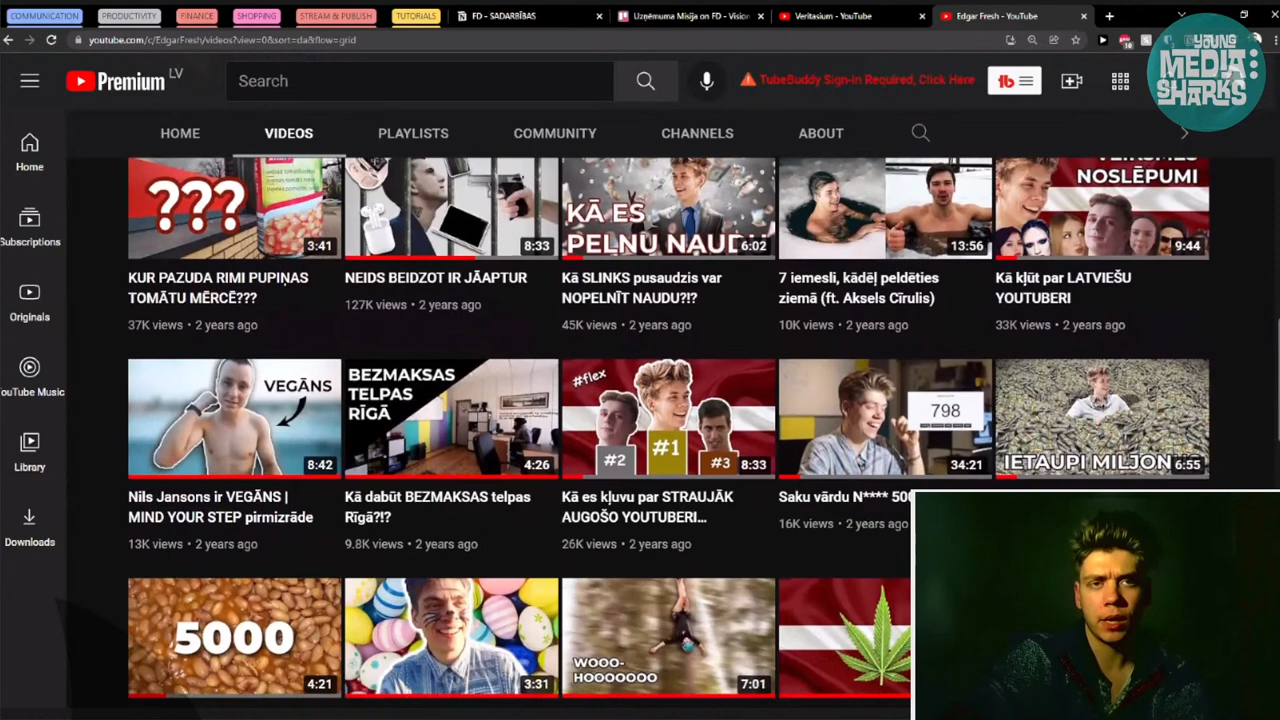 COMMUNICATION PRODUCTIVITY FINANCE SHOPPING STREAM & PUBLISH TUTORIALS FD - SADARBĪBAS Uzņēmuma Misija on FD - Vision Veritasium - YouTube Edgar Fresh - YouTube
youtube.com/c/EdgarFresh/videos?view=0&sort=da&flow=grid
YOUNG
MEDIA
SHARKS
Premium LV
Search
TubeBuddy Sign-In Required, Click Here
HOME VIDEOS PLAYLISTS COMMUNITY CHANNELS ABOUT
Home
Subscriptions
Originals
YouTube Music
Library
Downloads
???
3:41
KUR PAZUDA RIMI PUPIŅAS
TOMĀTU MĒRCĒ???
37K views • 2 years ago
8:33
NEIDS BEIDZOT IR JĀAPTUR
127K views • 2 years ago
KĀ ES
PELNU NAUD
6:02
Kā SLINKS pusaudzis var
NOPELNĪT NAUDU?!?
45K views • 2 years ago
13:56
7 iemesli, kādēļ peldēties
ziemā (ft. Aksels Cīrulis)
10K views • 2 years ago
VEIKSMES
NOSLĒPUMI
9:44
Kā kļūt par LATVIEŠU
YOUTUBERI
33K views • 2 years ago
VEGĀNS
8:42
Nils Jansons ir VEGĀNS |
MIND YOUR STEP pirmizrāde
13K views • 2 years ago
BEZMAKSAS
TELPAS
RĪGĀ
4:26
Kā dabūt BEZMAKSAS telpas
Rīgā?!?
9.8K views • 2 years ago
#flex
#1
#2
#3
8:33
Kā es kļuvu par STRAUJĀK
AUGOŠO YOUTUBERI...
26K views • 2 years ago
798
34:21
Saku vārdu N**** 500
16K views • 2 years ago
IETAUPI MILJON
6:55
5000
4:21
3:31
WOOO-
HOOOOOOO
7:01